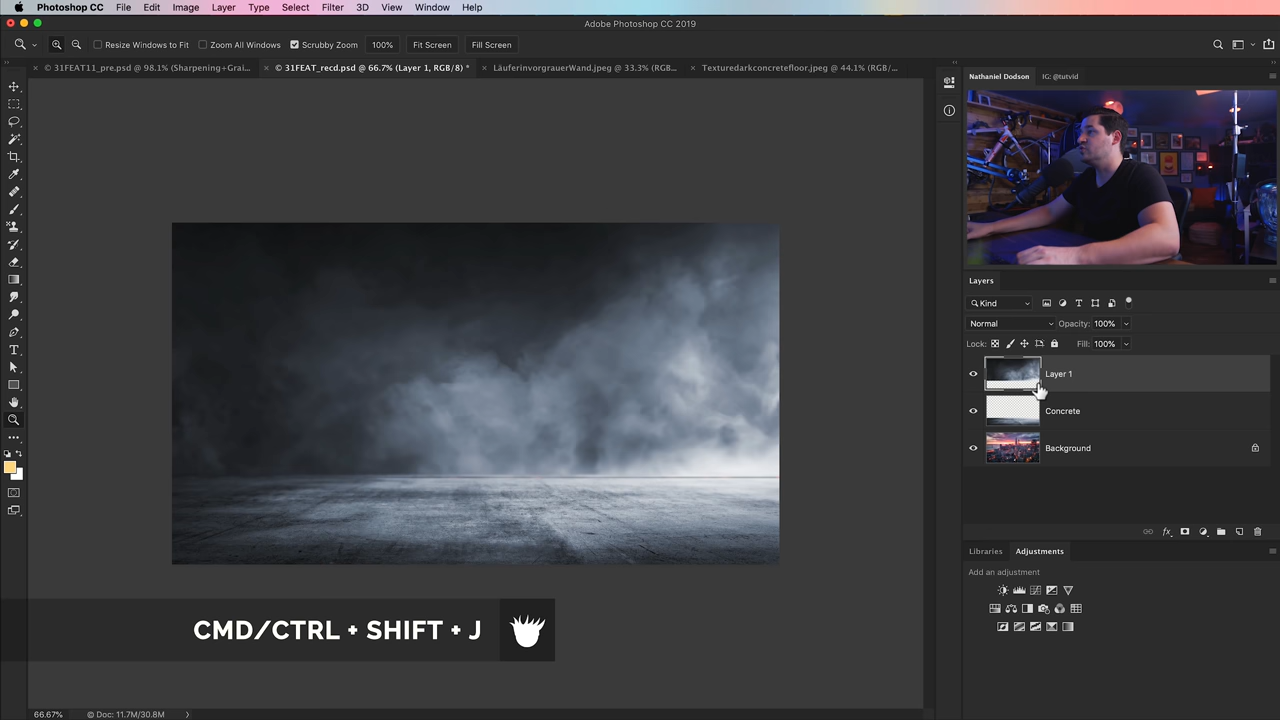 Photoshop CC File Edit Image Layer Type Select Filter 3D View Window Help
Adobe Photoshop CC 2019
Resize Windows to Fit Zoom All Windows Scrubby Zoom 100% Fit Screen Fill Screen
© 31FEAT11_pre.psd @ 98.1% (Sharpening+Grai... © 31FEAT_recd.psd @ 66.7% (Layer 1, RGB/8) * LäuferinvorgrauerWand.jpeg @ 33.3% (RGB... Texturedarkconcretefloor.jpeg @ 44.1% (RGB/...
Nathaniel Dodson IG: @tutvid
Layers
Kind
Normal Opacity: 100%
Lock: Fill: 100%
Layer 1
Concrete
Background
Libraries Adjustments
Add an adjustment
CMD/CTRL + SHIFT + J
66.67% © Doc: 11.7M/30.8M